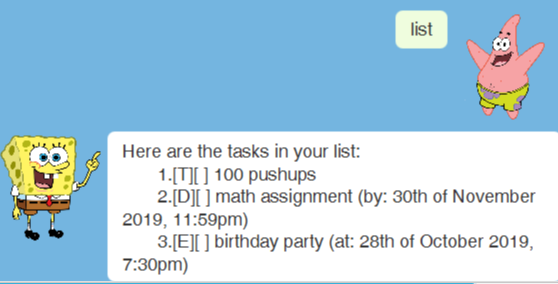 list
Here are the tasks in your list:
1.[T][ ] 100 pushups
2.[D][ ] math assignment (by: 30th of November
2019, 11:59pm)
3.[E][ ] birthday party (at: 28th of October 2019,
7:30pm)